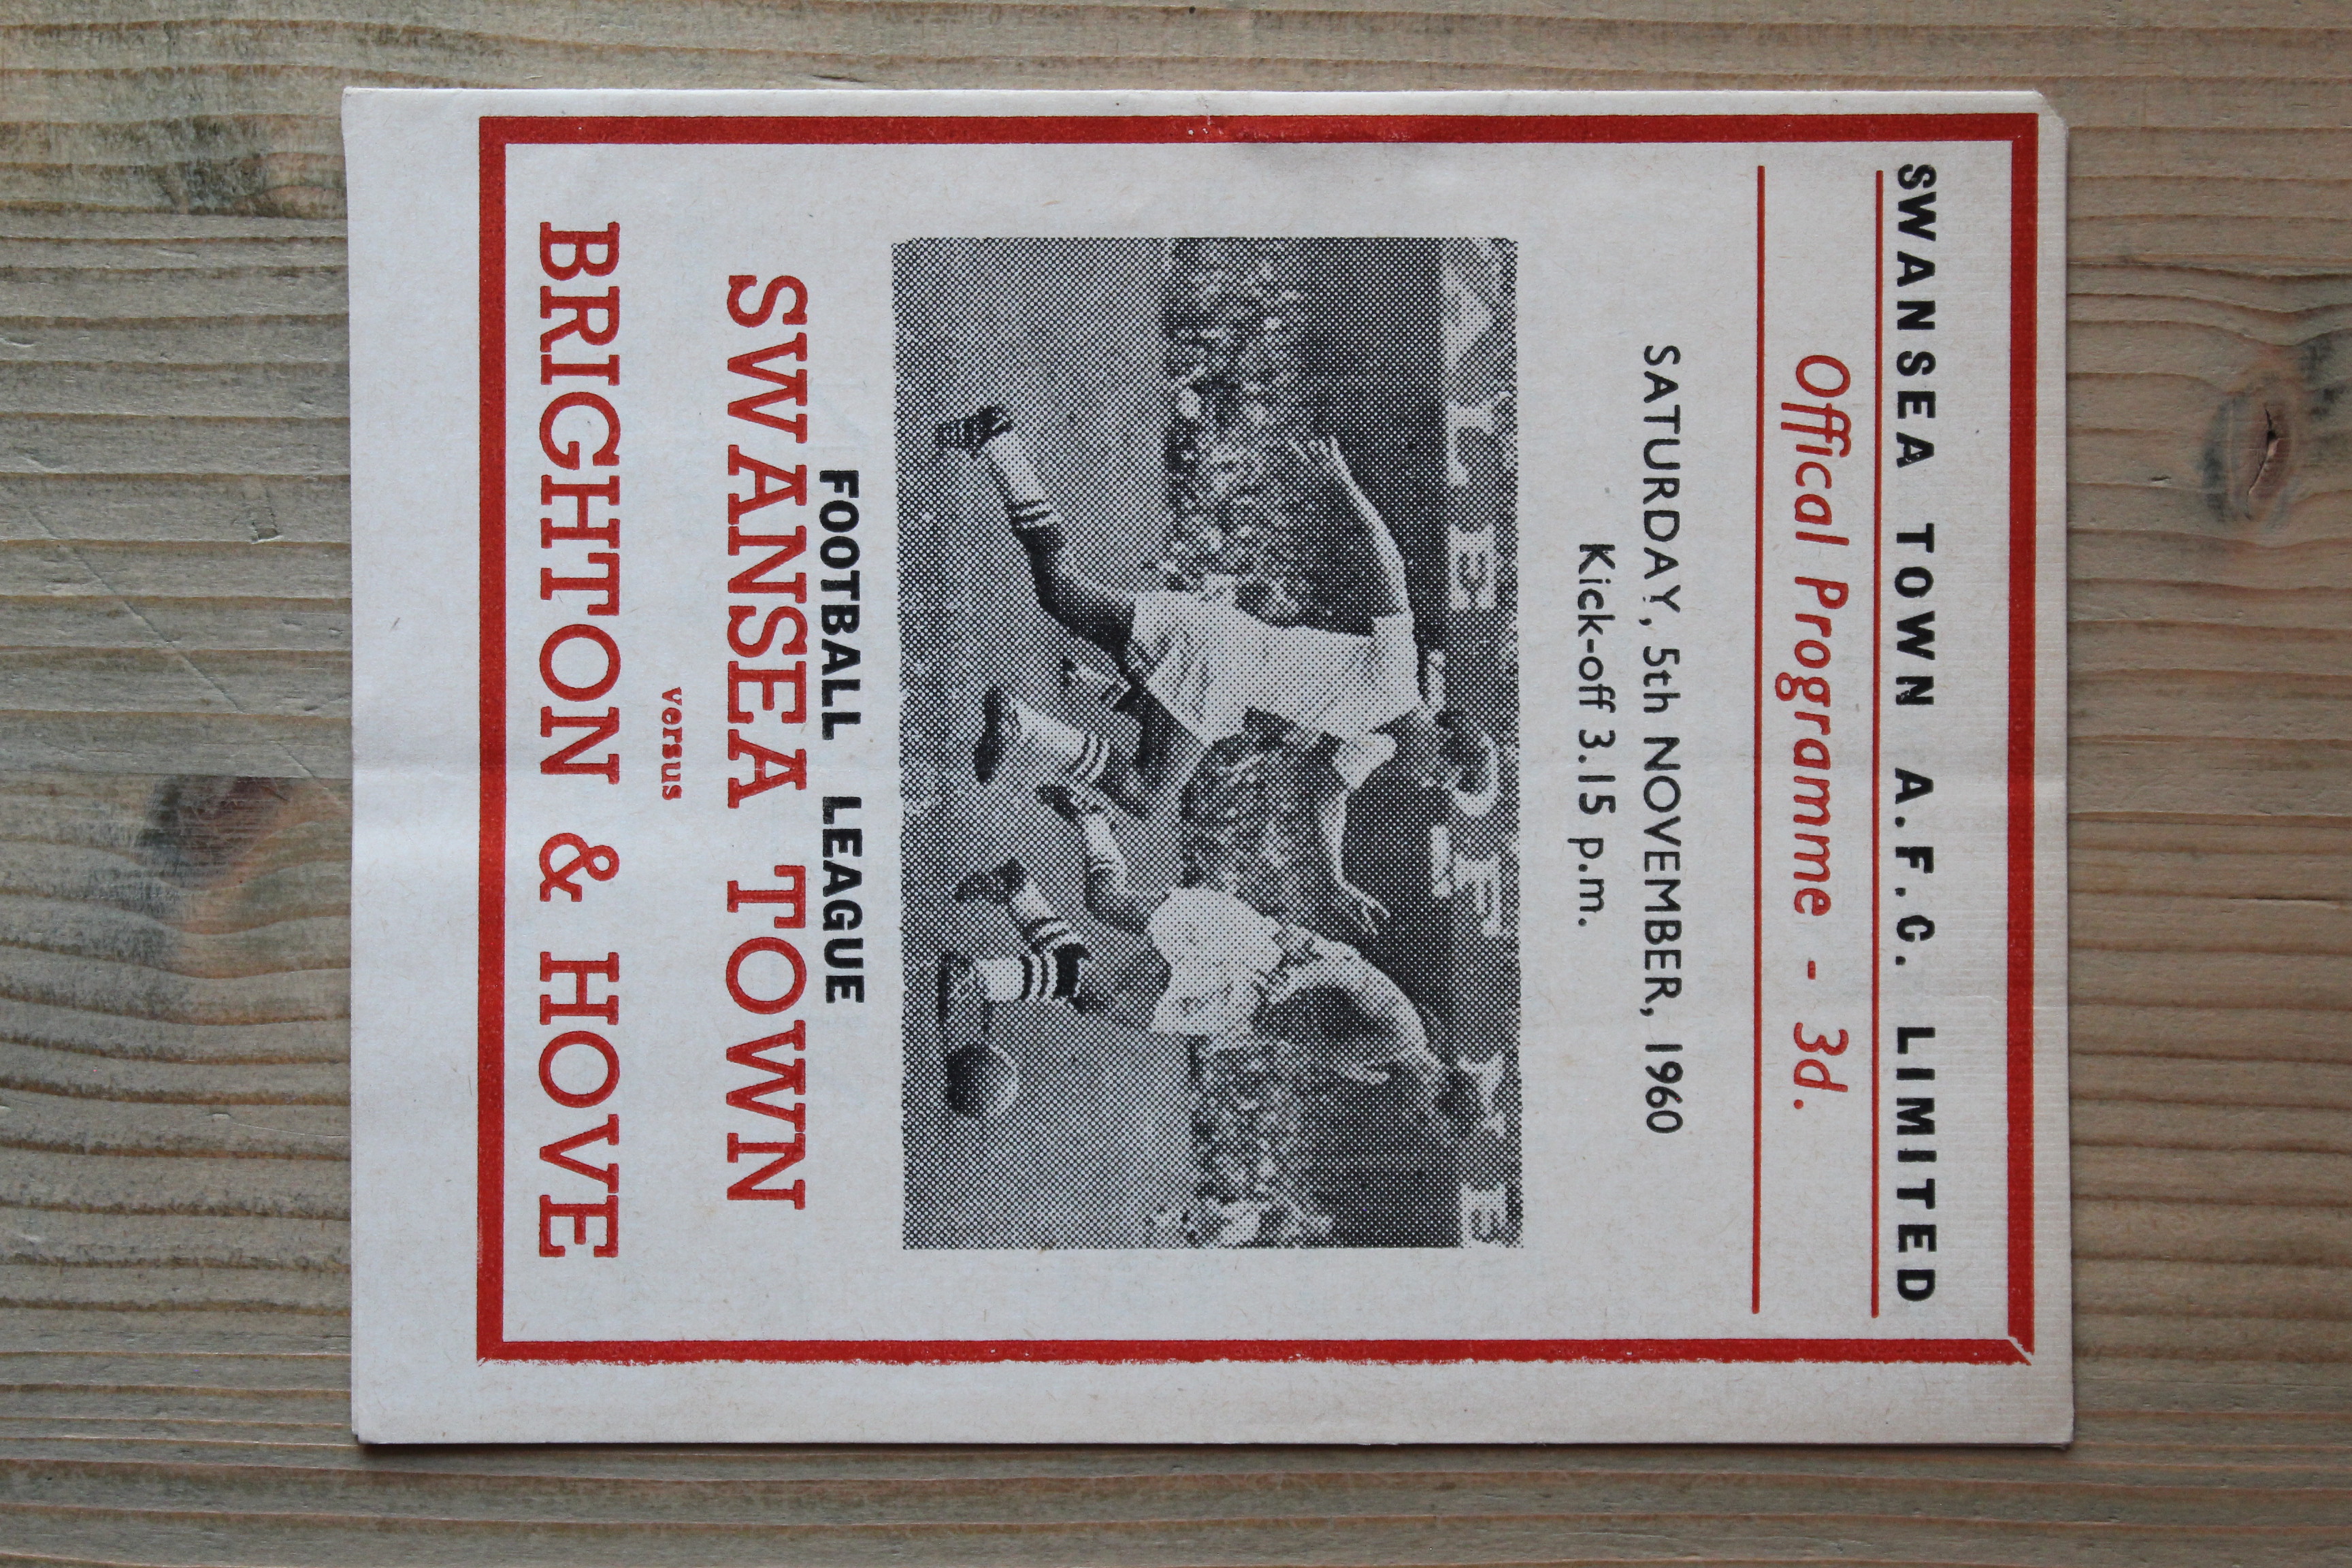 SWANSEA TOWN A.F.C. LIMITED
Offical Programme - 3d.
SATURDAY, 5th NOVEMBER, 1960
Kick-off 3.15 p.m.
FOOTBALL LEAGUE
SWANSEA TOWN
versus
BRIGHTON & HOVE